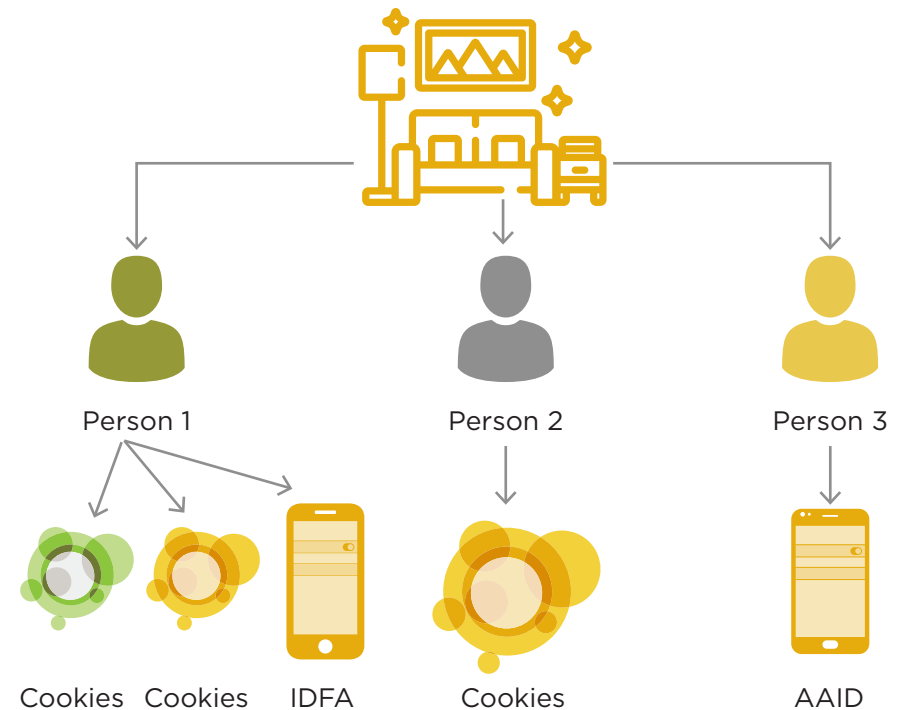 Person 1
Person 2
Person 3
Cookies
Cookies
IDFA
Cookies
AAID